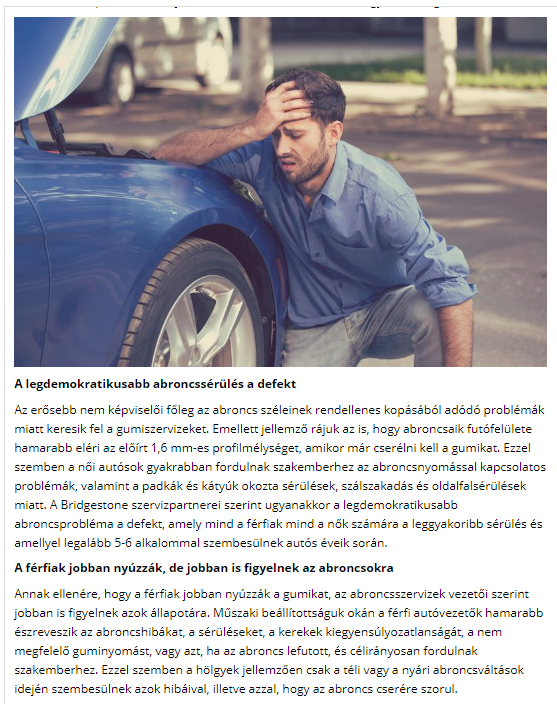 A legdemokratikusabb abroncssérülés a defekt
Az erősebb nem képviselői főleg az abroncs széleinek rendellenes kopásából adódó problémák
miatt keresik fel a gumiszervizeket. Emellett jellemző rájuk az is, hogy abroncsaik futófelülete
hamarabb eléri az előírt 1,6 mm-es profilmélységet, amikor már cserélni kell a gumikat. Ezzel
szemben a női autósok gyakrabban fordulnak szakemberhez az abroncsnyomással kapcsolatos
problémák, valamint a padkák és kátyúk okozta sérülések, szálszakadás és oldalfalsérülések
miatt. A Bridgestone szervizpartnerei szerint ugyanakkor a legdemokratikusabb
abroncsprobléma a defekt, amely mind a férfiak mind a nők számára a leggyakoribb sérülés és
amellyel legalább 5-6 alkalommal szembesülnek autós éveik során.
A férfiak jobban nyúzzák, de jobban is figyelnek az abroncsokra
Annak ellenére, hogy a férfiak jobban nyúzzák a gumikat, az abroncsszervizek vezetői szerint
jobban is figyelnek azok állapotára. Műszaki beállítottságuk okán a férfi autóvezetők hamarabb
észreveszik az abroncshibákat, a sérüléseket, a kerekek kiegyensúlyozatlanságát, a nem
megfelelő guminyomást, vagy azt, ha az abroncs lefutott, és célirányosan fordulnak
szakemberhez. Ezzel szemben a hölgyek jellemzően csak a téli vagy a nyári abroncsváltások
idején szembesülnek azok hibáival, illetve azzal, hogy az abroncs cserére szorul.